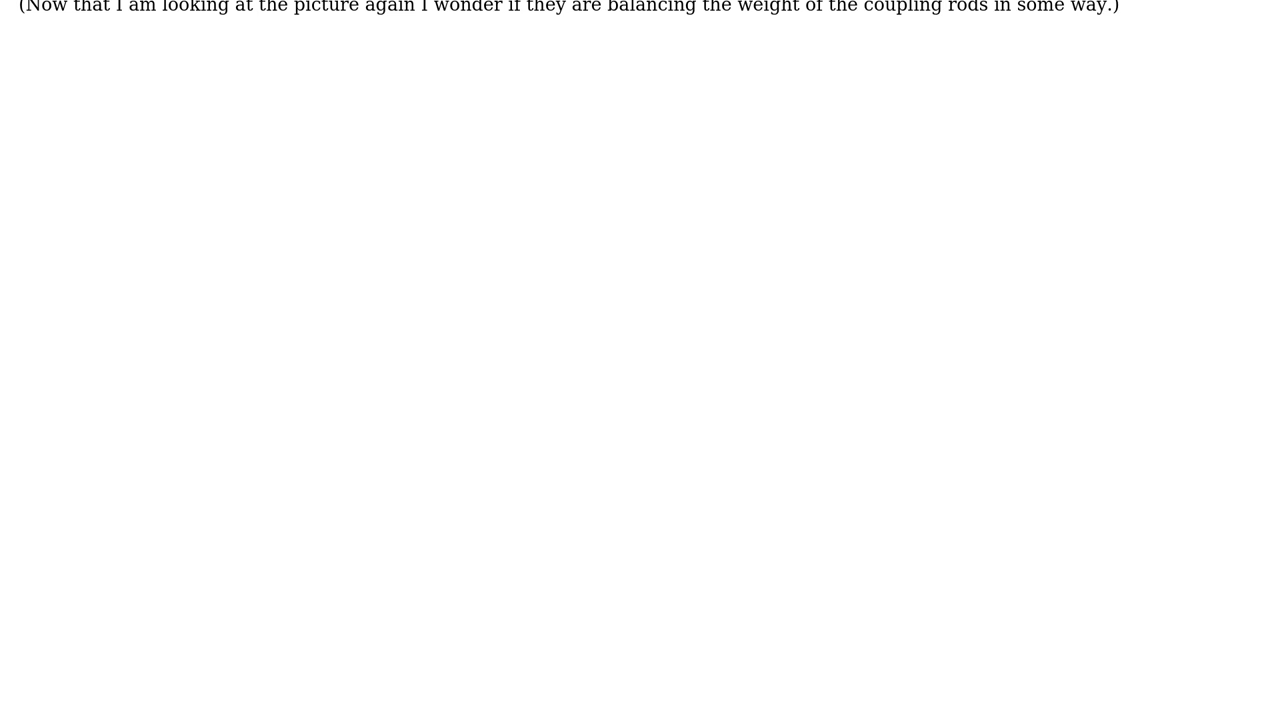 (Now that I am looking at the picture again I wonder if they are balancing the weight of the coupling rods in some way.)